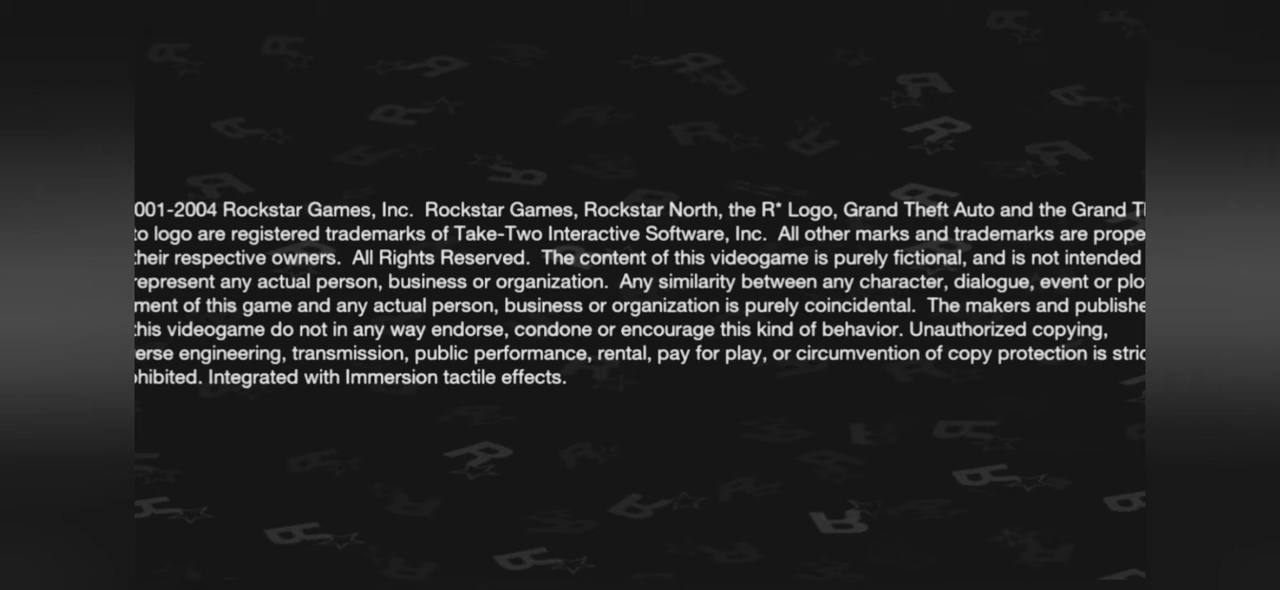 001-2004 Rockstar Games, Inc. Rockstar Games, Rockstar North, the R* Logo, Grand Theft Auto and the Grand T
to logo are registered trademarks of Take-Two Interactive Software, Inc. All other marks and trademarks are prope
their respective owners. All Rights Reserved. The content of this videogame is purely fictional, and is not intended
represent any actual person, business or organization. Any similarity between any character, dialogue, event or plo
ment of this game and any actual person, business or organization is purely coincidental. The makers and publishe
this videogame do not in any way endorse, condone or encourage this kind of behavior. Unauthorized copying,
erse engineering, transmission, public performance, rental, pay for play, or circumvention of copy protection is stric
hibited. Integrated with Immersion tactile effects.